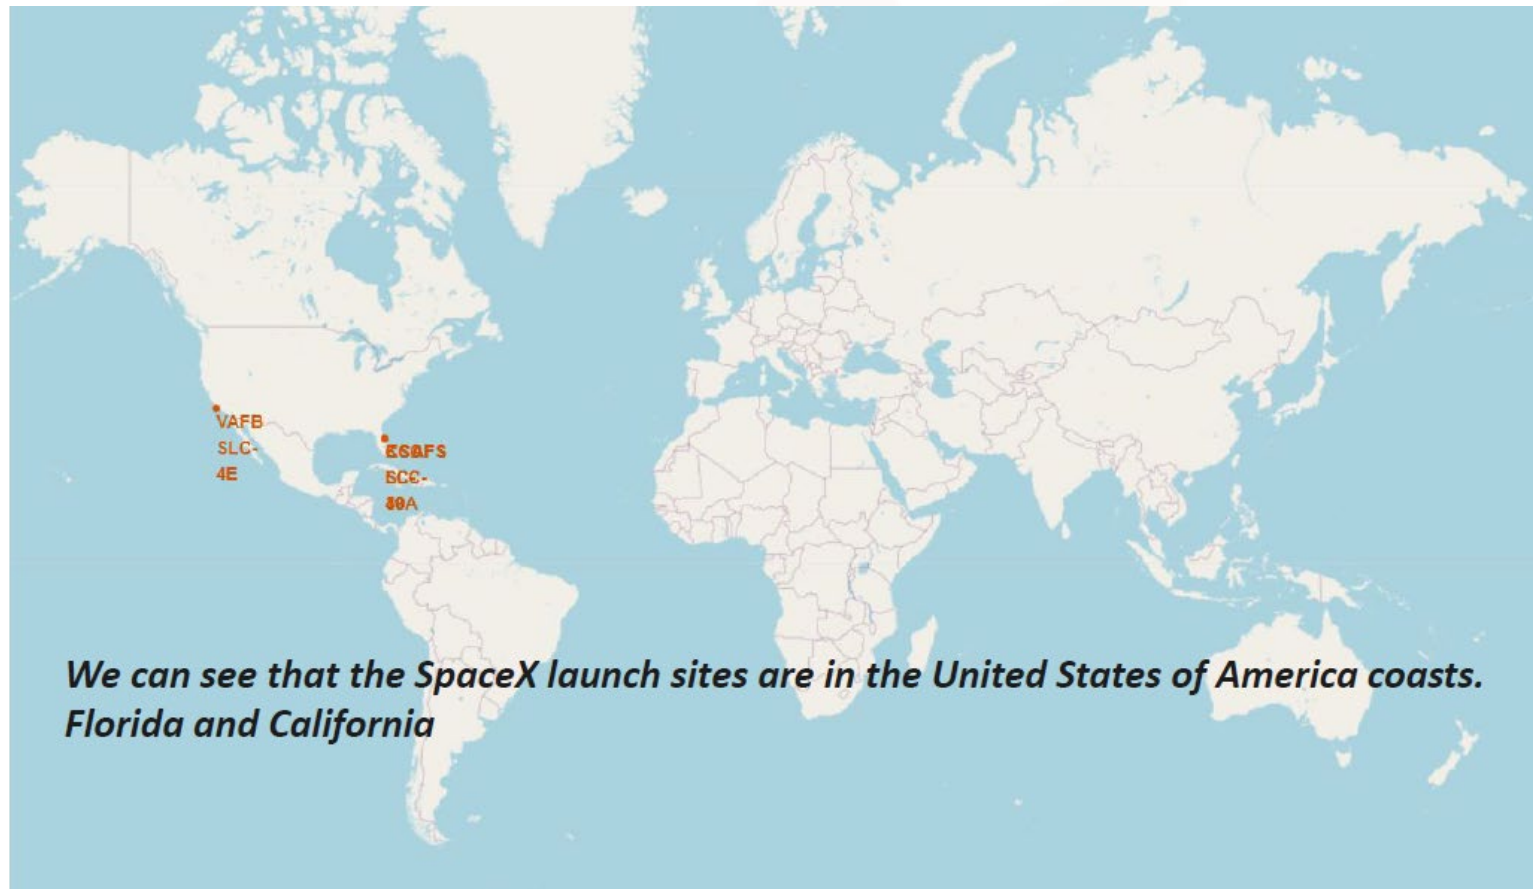 VAFB
SLC-
4E
We can see that the SpaceX launch sites are in the United States of America coasts.
Florida and California